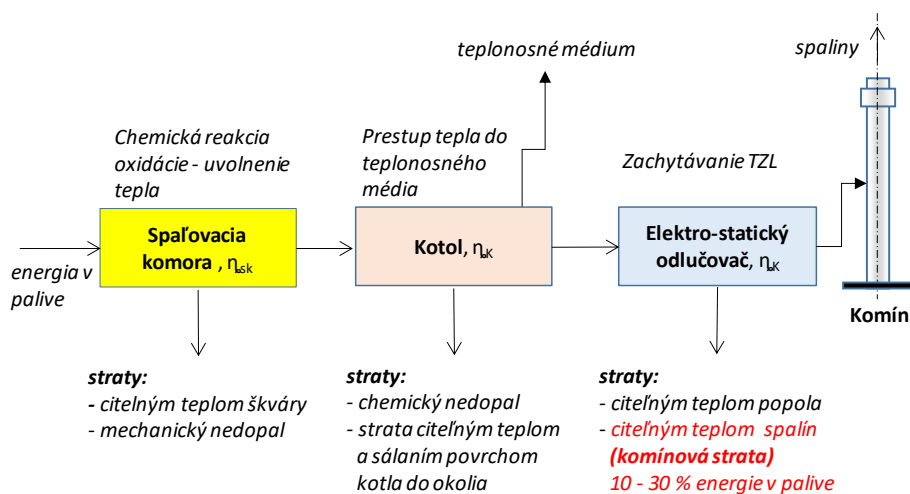 teplonosné médium
spaliny
Chemická reakcia
oxidácie - uvolnenie
tepla
Prestup tepla do
teplonosného
média
Zachytávanie TZL
energia v
palive
Spaľovacia
komora , η.sk
Kotol, η.K
Elektro-statický
odlučovač, η.K
Komín
straty:
- citelným teplom škváry
- mechanický nedopal
straty:
- chemický nedopal
- strata citeľným teplom
a sálaním povrchom
kotla do okolia
straty:
- citeľným teplom popola
- citeľným teplom spalín
(komínová strata)
10 - 30 % energie v palive